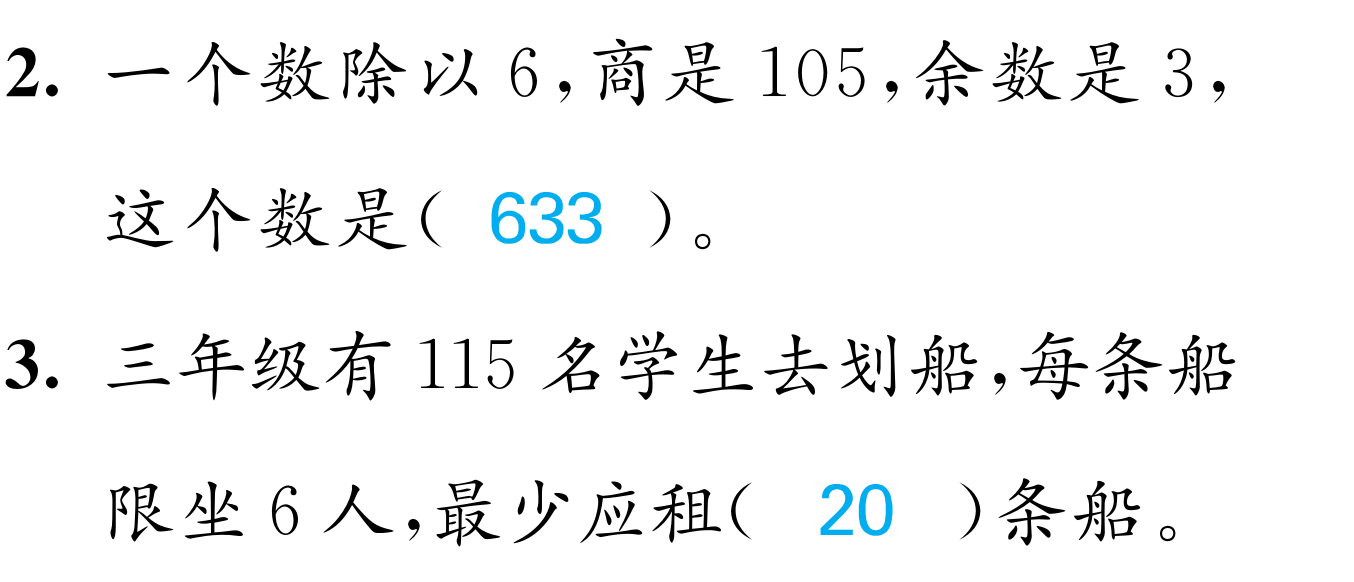 2. 一个数除以 6,商是 105,余数是 3,
这个数是( 633 )。
3. 三年级有 115 名学生去划船,每条船
限坐 6 人,最少应租( 20 )条船。